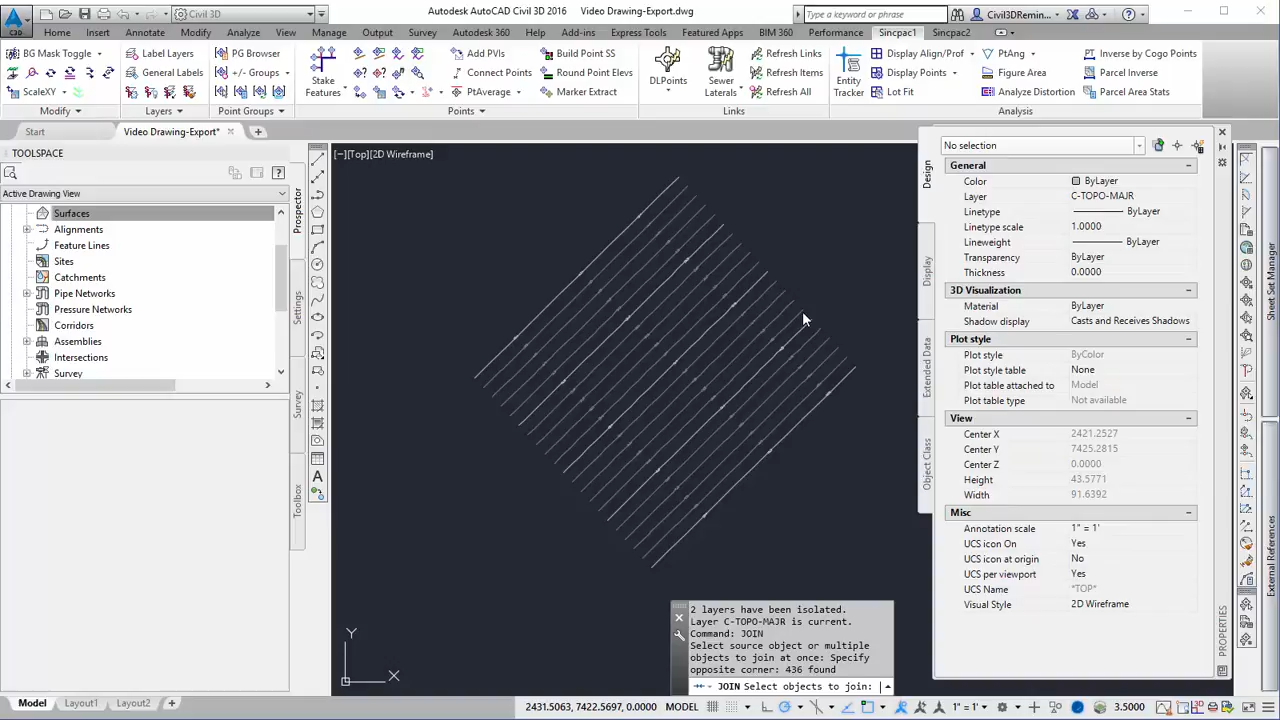 Civil 3D
Autodesk AutoCAD Civil 3D 2016 Video Drawing-Export.dwg
Type a keyword or phrase
Civil3DRemin...
Home Insert Annotate Modify Analyze View Manage Output Survey Autodesk 360 Help Add-ins Express Tools Featured Apps BIM 360 Performance Sincpac1 Sincpac2
BG Mask Toggle
ScaleXY
Modify
Label Layers
General Labels
Layers
PG Browser
+/- Groups
Point Groups
Stake
Features
Add PVIs
Connect Points
PtAverage
Build Point SS
Round Point Elevs
Marker Extract
Points
DLPoints
Sewer
Laterals
Refresh Links
Refresh Items
Refresh All
Links
Entity
Tracker
Display Align/Prof
Display Points
Lot Fit
PtAng
Figure Area
Analyze Distortion
Inverse by Cogo Points
Parcel Inverse
Parcel Area Stats
Analysis
Start
Video Drawing-Export*
TOOLSPACE
Active Drawing View
Surfaces
Alignments
Feature Lines
Sites
Catchments
Pipe Networks
Pressure Networks
Corridors
Assemblies
Intersections
Survey
Prospector
Settings
Survey
Toolbox
[−][Top][2D Wireframe]
Y
X
2 layers have been isolated.
Layer C-TOPO-MAJR is current.
Command: JOIN
Select source object or multiple
objects to join at once: Specify
opposite corner: 436 found
JOIN Select objects to join:
Design
Display
Extended Data
Object Class
No selection
General
Color ByLayer
Layer C-TOPO-MAJR
Linetype ByLayer
Linetype scale 1.0000
Lineweight ByLayer
Transparency ByLayer
Thickness 0.0000
3D Visualization
Material ByLayer
Shadow display Casts and Receives Shadows
Plot style
Plot style ByColor
Plot style table None
Plot table attached to Model
Plot table type Not available
View
Center X 2421.2527
Center Y 7425.2815
Center Z 0.0000
Height 43.5771
Width 91.6392
Misc
Annotation scale 1" = 1'
UCS icon On Yes
UCS icon at origin No
UCS per viewport Yes
UCS Name *TOP*
Visual Style 2D Wireframe
PROPERTIES
Sheet Set Manager
External References
Model Layout1 Layout2
2431.5063, 7422.5697, 0.0000 MODEL
1" = 1'
3.5000